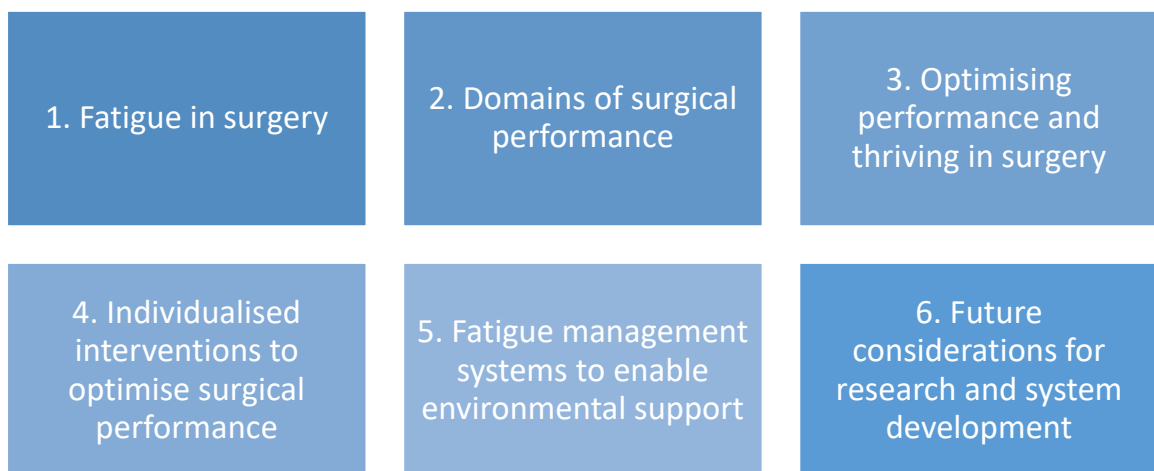 1. Fatigue in surgery
2. Domains of surgical
performance
3. Optimising
performance and
thriving in surgery
4. Individualised
interventions to
optimise surgical
performance
5. Fatigue management
systems to enable
environmental support
6. Future
considerations for
research and system
development